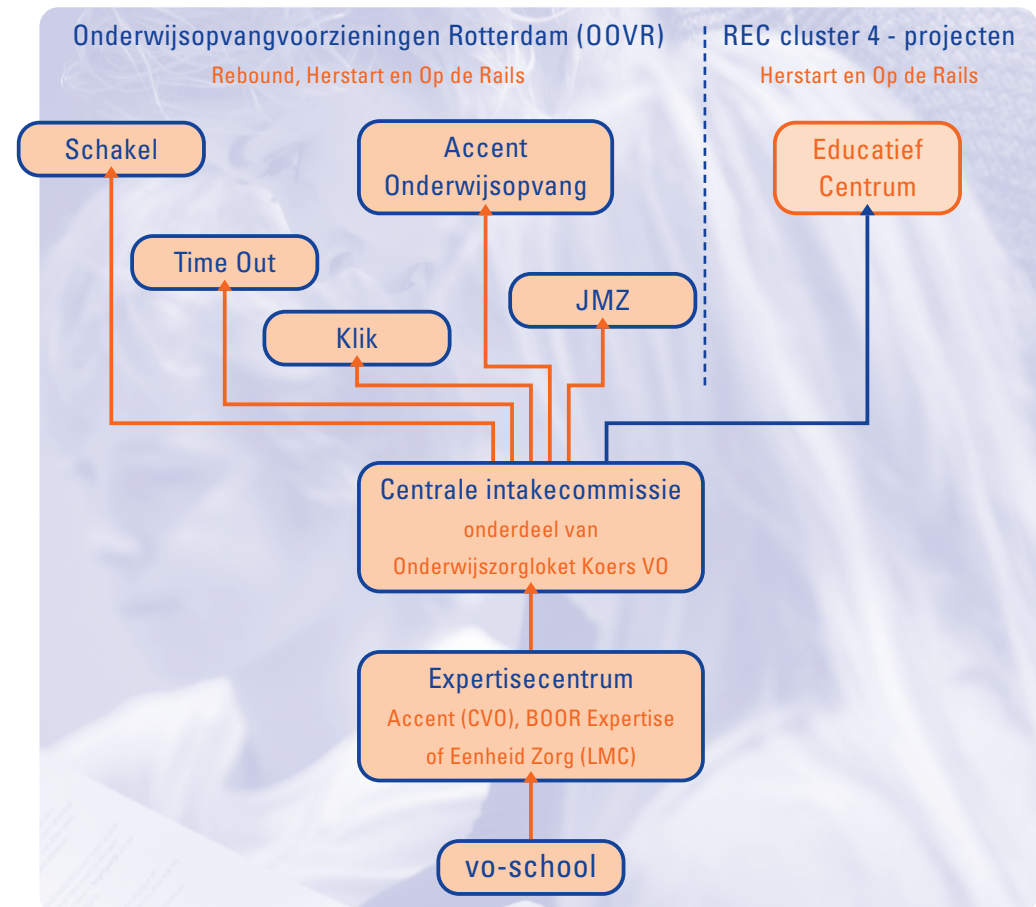 Onderwijsopvangvoorzieningen Rotterdam (OOVR)
Rebound, Herstart en Op de Rails
REC cluster 4 - projecten
Herstart en Op de Rails
Schakel
Accent
Onderwijsopvang
Educatief
Centrum
Time Out
JMZ
Klik
Centrale intakecommissie
onderdeel van
Onderwijszorgloket Koers VO
Expertisecentrum
Accent (CVO), BOOR Expertise
of Eenheid Zorg (LMC)
vo-school